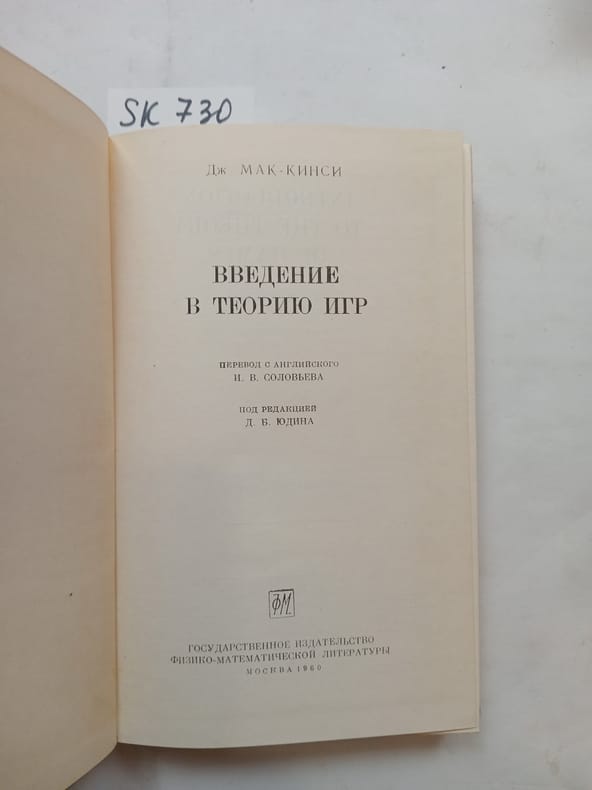 SK 730
Дж МАК-КИНСИ
ВВЕДЕНИЕ
В ТЕОРИЮ ИГР
ПЕРЕВОД С АНГЛИЙСКОГО
И. В. СОЛОВЬЕВА
ПОД РЕДАКЦИЕЙ
Д. Б. ЮДИНА
ФМ
ГОСУДАРСТВЕННОЕ ИЗДАТЕЛЬСТВО
ФИЗИКО-МАТЕМАТИЧЕСКОЙ ЛИТЕРАТУРЫ
МОСКВА 1960